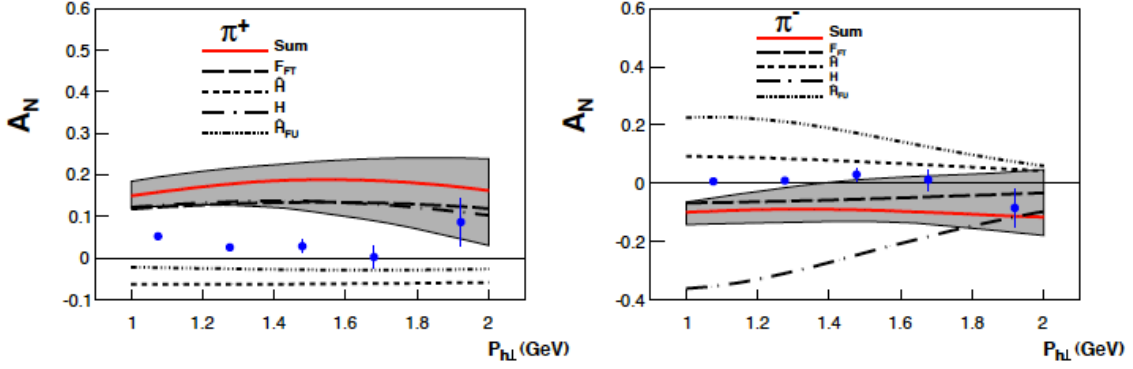 π+
Sum
F_FT
Ĥ
H
Ĥ_FU
A_N
0.6
0.5
0.4
0.3
0.2
0.1
0
-0.1
1
1.2
1.4
1.6
1.8
2
P_h⊥ (GeV)
π-
Sum
F_FT
Ĥ
H
Ĥ_FU
A_N
0.6
0.4
0.2
0
-0.2
-0.4
1
1.2
1.4
1.6
1.8
2
P_h⊥ (GeV)